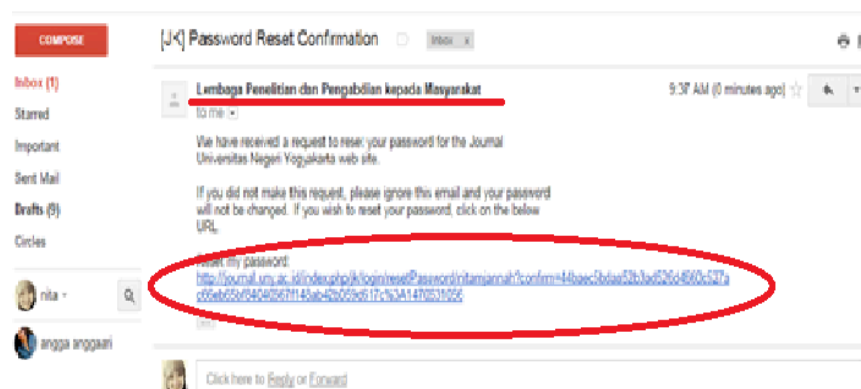 COMPOSE
Inbox (1)
Starred
Important
Sent Mail
Drafts (9)
Circles
nita
angga anggasri
[JK] Password Reset Confirmation
Inbox x
Lembaga Penelitian dan Pengabdian kepada Masyarakat
9:37 AM (0 minutes ago)
to me
We have received a request to reset your password for the Journal
Universitas Negeri Yogyakarta web site.
If you did not make this request, please ignore this email and your password
will not be changed. If you wish to reset your password, click on the below
URL.
Reset my password:
Click here to Reply or Forward